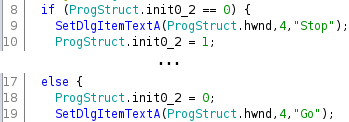 8 if (ProgStruct.init0_2 == 0) {
9 SetDlgItemTextA(ProgStruct.hwnd,4,"Stop");
10 ProgStruct.init0_2 = 1;
...
17 else {
18 ProgStruct.init0_2 = 0;
19 SetDlgItemTextA(ProgStruct.hwnd,4,"Go");